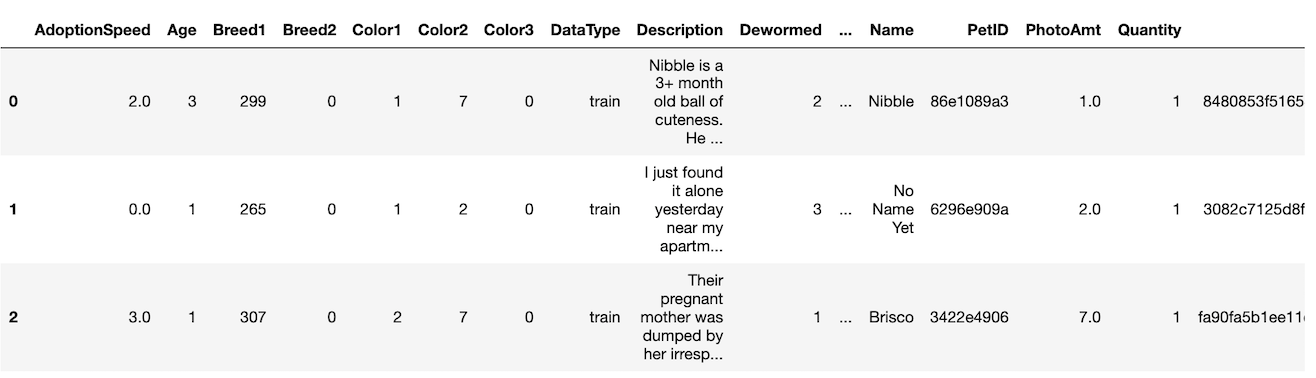 AdoptionSpeed Age Breed1 Breed2 Color1 Color2 Color3 DataType Description Dewormed ... Name PetID PhotoAmt Quantity
0 2.0 3 299 0 1 7 0 train Nibble is a 3+ month old ball of cuteness. He ... 2 ... Nibble 86e1089a3 1.0 1 8480853f5165
1 0.0 1 265 0 1 2 0 train I just found it alone yesterday near my apartm... 3 ... No Name Yet 6296e909a 2.0 1 3082c7125d8f
2 3.0 1 307 0 2 7 0 train Their pregnant mother was dumped by her irresp... 1 ... Brisco 3422e4906 7.0 1 fa90fa5b1ee11